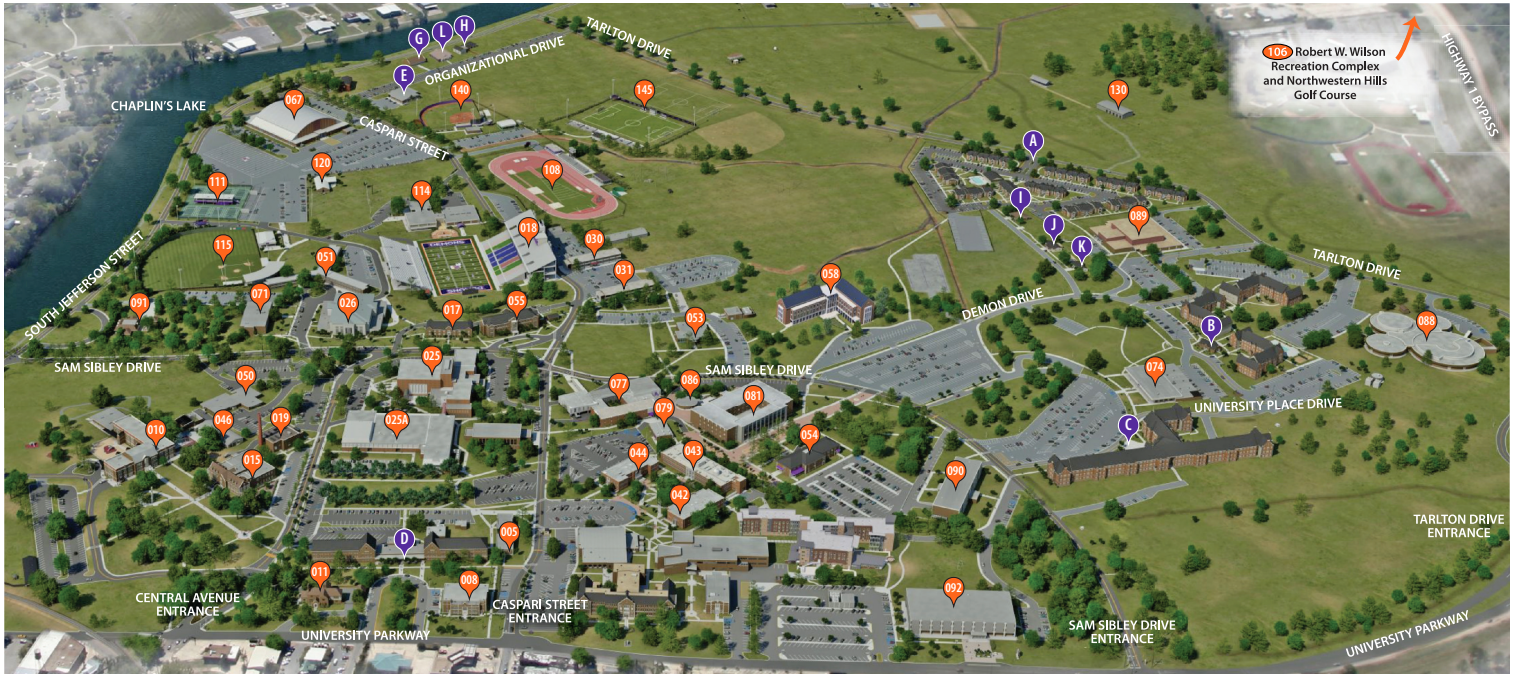 G
L
H
TARLTON DRIVE
ORGANIZATIONAL DRIVE
E
106 Robert W. Wilson
Recreation Complex
and Northwestern Hills
Golf Course
HIGHWAY 1 BYPASS
CHAPLIN'S LAKE
067
140
145
130
CASPARI STREET
A
120
108
111
114
I
089
018
J
115
030
K
051
031
SOUTH JEFFERSON STREET
DEMONS
TARLTON DRIVE
058
091
071
026
017
055
053
DEMON DRIVE
B
088
SAM SIBLEY DRIVE
025
SAM SIBLEY DRIVE
074
050
077
086
081
UNIVERSITY PLACE DRIVE
046
019
025A
079
C
010
054
015
044
043
090
042
D
005
TARLTON DRIVE
ENTRANCE
011
008
092
CENTRAL AVENUE
ENTRANCE
CASPARI STREET
ENTRANCE
SAM SIBLEY DRIVE
ENTRANCE
UNIVERSITY PARKWAY
UNIVERSITY PARKWAY